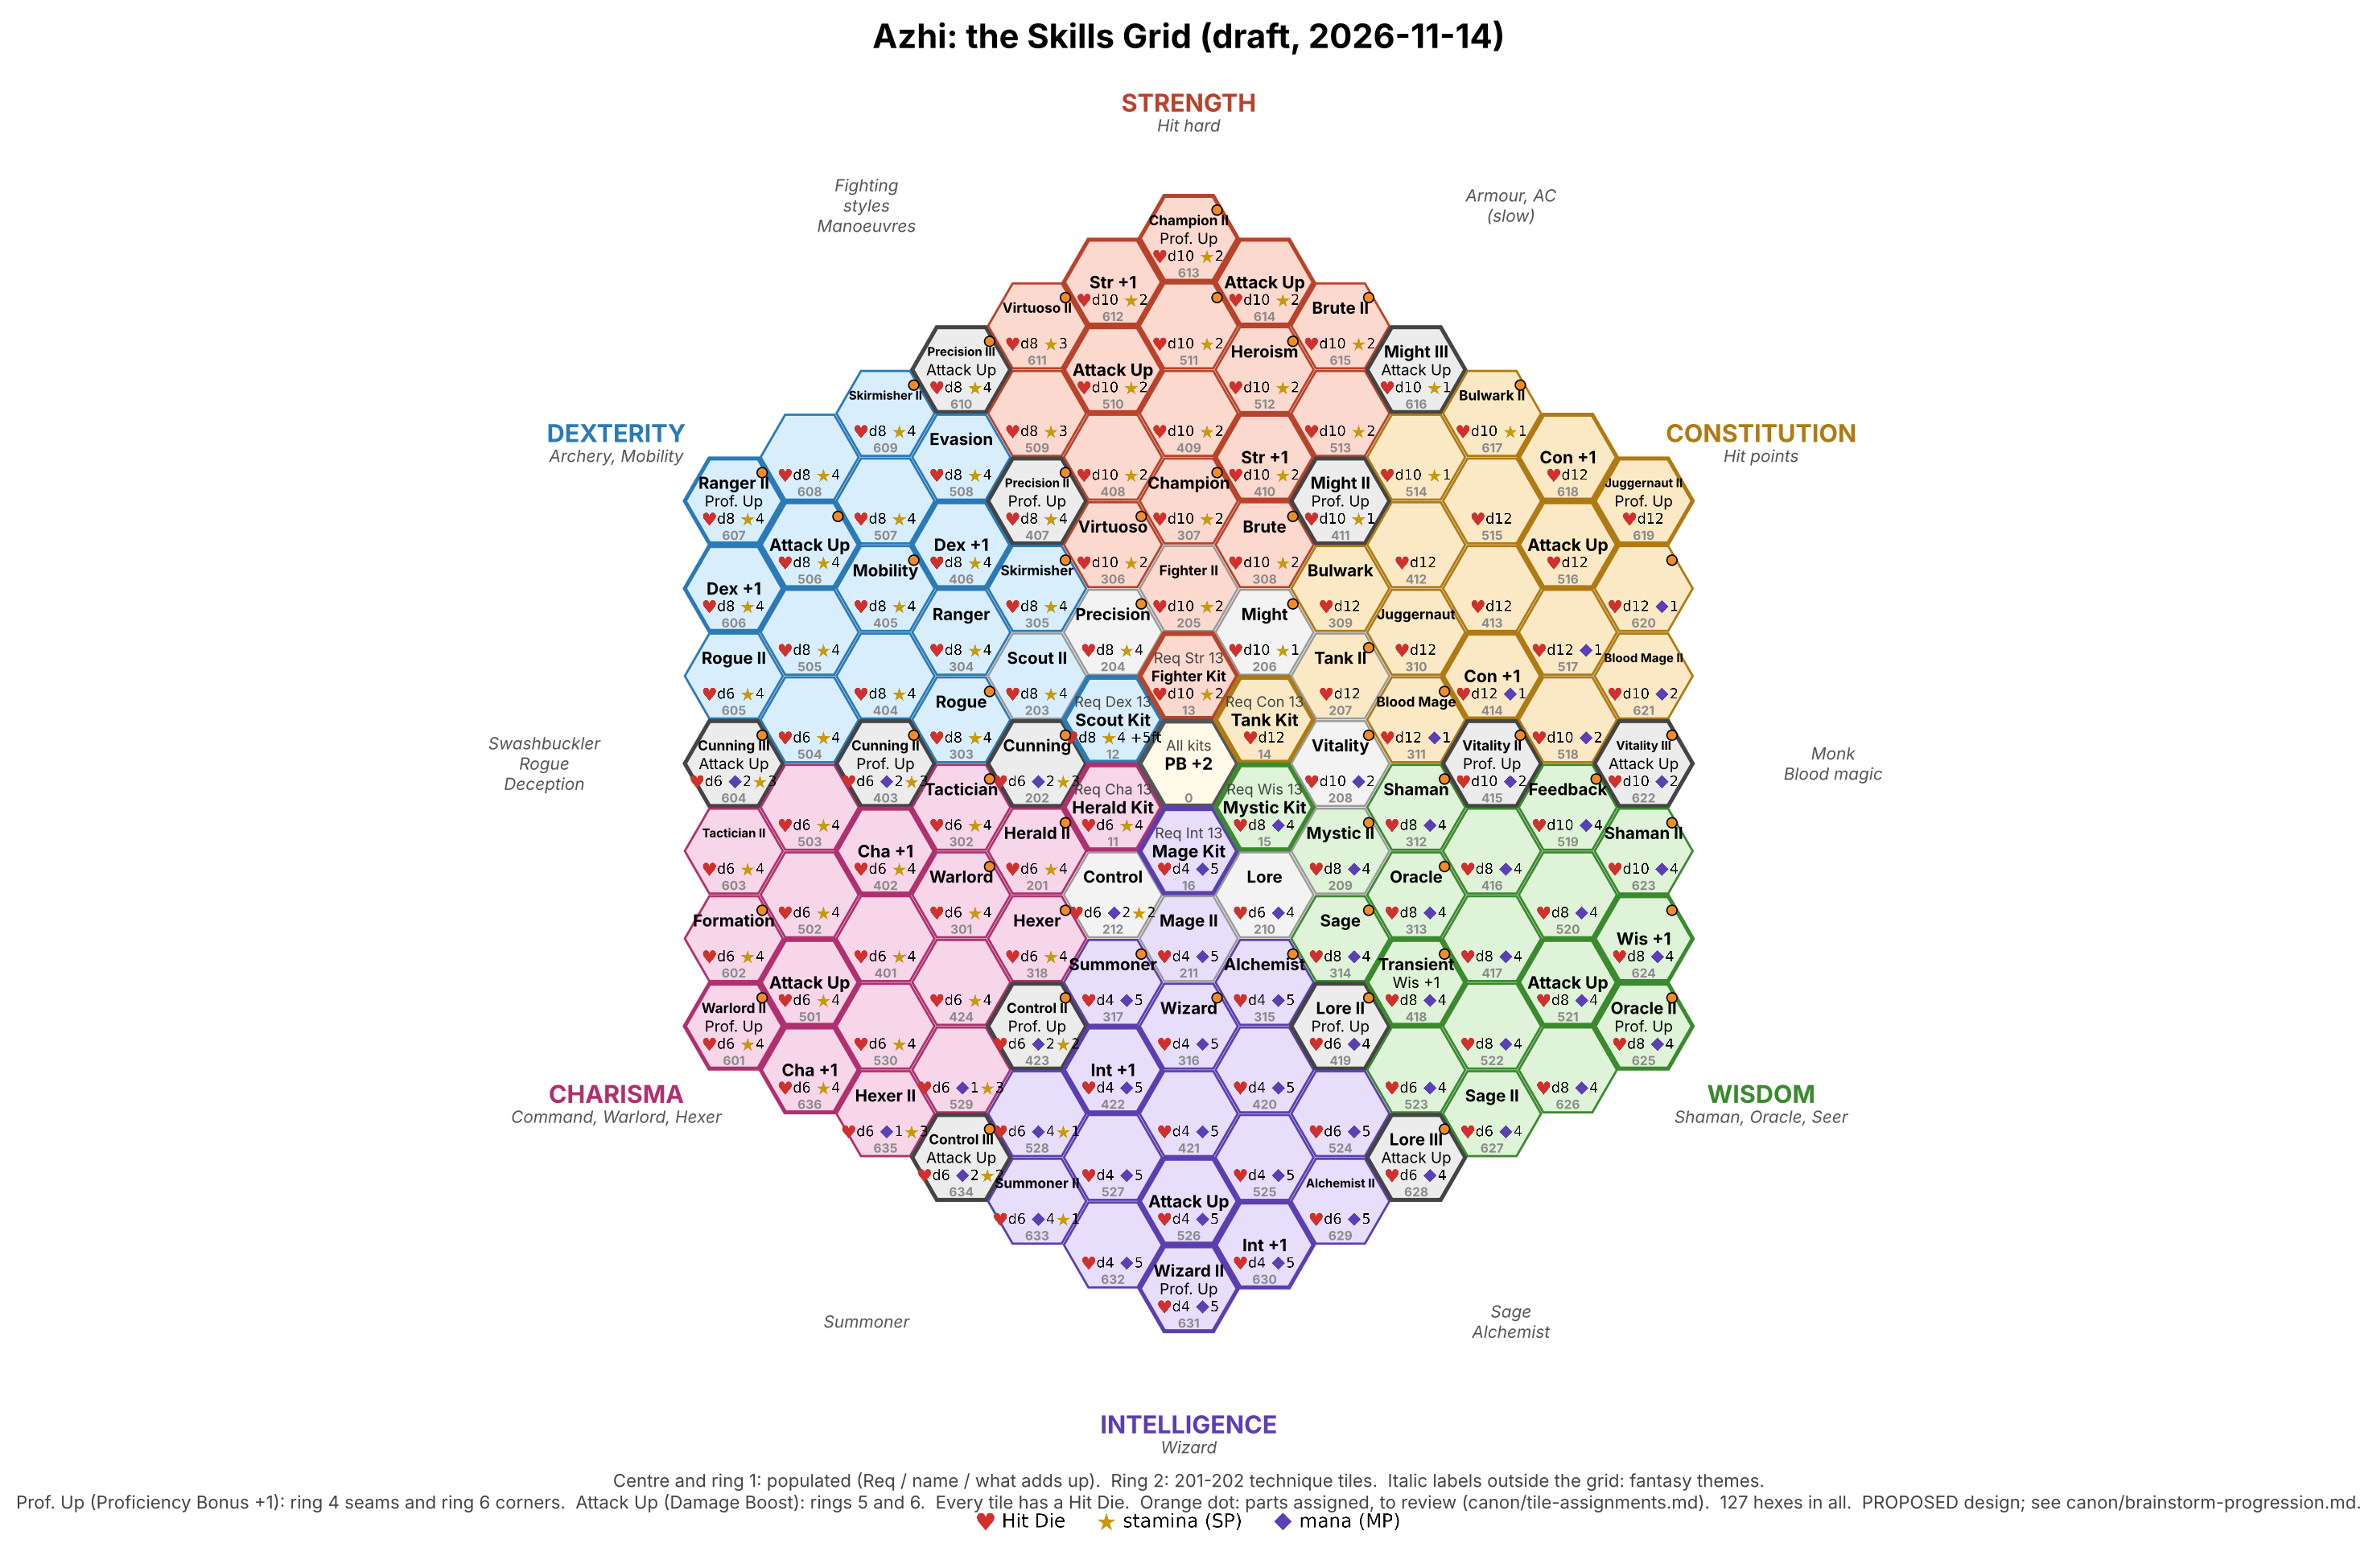 Azhi: the Skills Grid (draft, 2026-11-14)
STRENGTH
Hit hard
Fighting
styles
Manoeuvres
Armour, AC
(slow)
Champion II
Prof. Up
♥d10 ★2
613
Str +1
♥d10 ★2
612
Attack Up
♥d10 ★2
614
Virtuoso II
♥d8 ★3
611
♥d10 ★2
511
Brute II
♥d10 ★2
615
Precision III
Attack Up
♥d8 ★4
610
Attack Up
♥d10 ★2
510
Heroism
♥d10 ★2
512
Might III
Attack Up
♥d10 ★1
616
Skirmisher II
♥d8 ★4
609
♥d8 ★3
509
♥d10 ★2
409
♥d10 ★2
513
Bulwark II
♥d10 ★1
617
DEXTERITY
Archery, Mobility
CONSTITUTION
Hit points
♥d8 ★4
608
Evasion
♥d8 ★4
508
♥d10 ★2
408
Str +1
♥d10 ★2
410
♥d10 ★1
514
Con +1
♥d12
618
Ranger II
Prof. Up
♥d8 ★4
607
♥d8 ★4
507
Precision II
Prof. Up
♥d8 ★4
407
Champion
♥d10 ★2
307
Might II
Prof. Up
♥d10 ★1
411
♥d12
515
Juggernaut II
Prof. Up
♥d12
619
Attack Up
♥d8 ★4
506
Dex +1
♥d8 ★4
406
Virtuoso
♥d10 ★2
306
Brute
♥d10 ★2
308
♥d12
412
Attack Up
♥d12
516
Dex +1
♥d8 ★4
606
Mobility
♥d8 ★4
405
Skirmisher
♥d8 ★4
305
Fighter II
♥d10 ★2
205
Bulwark
♥d12
309
♥d12
413
♥d12 ◆1
620
♥d8 ★4
505
Ranger
♥d8 ★4
304
Precision
♥d8 ★4
204
Might
♥d10 ★1
206
Juggernaut
♥d12
310
♥d12 ◆1
517
Rogue II
♥d6 ★4
605
♥d8 ★4
404
Scout II
♥d8 ★4
203
Req Str 13
Fighter Kit
♥d10 ★2
13
Tank II
♥d12
207
Con +1
♥d12 ◆1
414
Blood Mage II
♥d10 ◆2
621
♥d6 ★4
504
Rogue
♥d8 ★4
303
Req Dex 13
Scout Kit
♥d8 ★4 +5ft
12
Req Con 13
Tank Kit
♥d12
14
Blood Mage
♥d12 ◆1
311
♥d10 ◆2
518
Swashbuckler
Rogue
Deception
Monk
Blood magic
Cunning III
Attack Up
♥d6 ◆2 ★3
604
Cunning II
Prof. Up
♥d6 ◆2 ★3
403
Cunning
♥d6 ◆2 ★3
202
All kits
PB +2
0
Vitality
♥d10 ◆2
208
Vitality II
Prof. Up
♥d10 ◆2
415
Vitality III
Attack Up
♥d10 ◆2
622
♥d6 ★4
503
Tactician
♥d6 ★4
302
Req Cha 13
Herald Kit
♥d6 ★4
11
Req Wis 13
Mystic Kit
♥d8 ◆4
15
Shaman
♥d8 ◆4
312
Feedback
♥d10 ◆4
519
Tactician II
♥d6 ★4
603
Cha +1
♥d6 ★4
402
Herald II
♥d6 ★4
201
Req Int 13
Mage Kit
♥d4 ◆5
16
Mystic II
♥d8 ◆4
209
♥d8 ◆4
416
Shaman II
♥d10 ◆4
623
♥d6 ★4
502
Warlord
♥d6 ★4
301
Control
♥d6 ◆2 ★2
212
Lore
♥d6 ◆4
210
Oracle
♥d8 ◆4
313
♥d8 ◆4
520
Formation
♥d6 ★4
602
♥d6 ★4
401
Hexer
♥d6 ★4
318
Mage II
♥d4 ◆5
211
Sage
♥d8 ◆4
314
♥d8 ◆4
417
Wis +1
♥d8 ◆4
624
Attack Up
♥d6 ★4
501
♥d6 ★4
424
Summoner
♥d4 ◆5
317
Alchemist
♥d4 ◆5
315
Transient
Wis +1
♥d8 ◆4
418
Attack Up
♥d8 ◆4
521
Warlord II
Prof. Up
♥d6 ★4
601
♥d6 ★4
530
Control II
Prof. Up
♥d6 ◆2 ★2
423
Wizard
♥d4 ◆5
316
Lore II
Prof. Up
♥d6 ◆4
419
♥d8 ◆4
522
Oracle II
Prof. Up
♥d8 ◆4
625
Cha +1
♥d6 ★4
636
♥d6 ◆1 ★3
529
Int +1
♥d4 ◆5
422
♥d4 ◆5
420
♥d6 ◆4
523
♥d8 ◆4
626
CHARISMA
Command, Warlord, Hexer
WISDOM
Shaman, Oracle, Seer
Hexer II
♥d6 ◆1 ★3
635
♥d6 ◆4 ★1
528
♥d4 ◆5
421
♥d6 ◆5
524
Sage II
♥d6 ◆4
627
Control III
Attack Up
♥d6 ◆2 ★2
634
♥d4 ◆5
527
♥d4 ◆5
525
Lore III
Attack Up
♥d6 ◆4
628
Summoner II
♥d6 ◆4 ★1
633
Attack Up
♥d4 ◆5
526
Alchemist II
♥d6 ◆5
629
♥d4 ◆5
632
Int +1
♥d4 ◆5
630
Wizard II
Prof. Up
♥d4 ◆5
631
Summoner
Sage
Alchemist
INTELLIGENCE
Wizard
Centre and ring 1: populated (Req / name / what adds up).  Ring 2: 201-202 technique tiles.  Italic labels outside the grid: fantasy themes.
Prof. Up (Proficiency Bonus +1): ring 4 seams and ring 6 corners.  Attack Up (Damage Boost): rings 5 and 6.  Every tile has a Hit Die.  Orange dot: parts assigned, to review (canon/tile-assignments.md).  127 hexes in all.  PROPOSED design; see canon/brainstorm-progression.md.
♥ Hit Die ★ stamina (SP) ◆ mana (MP)